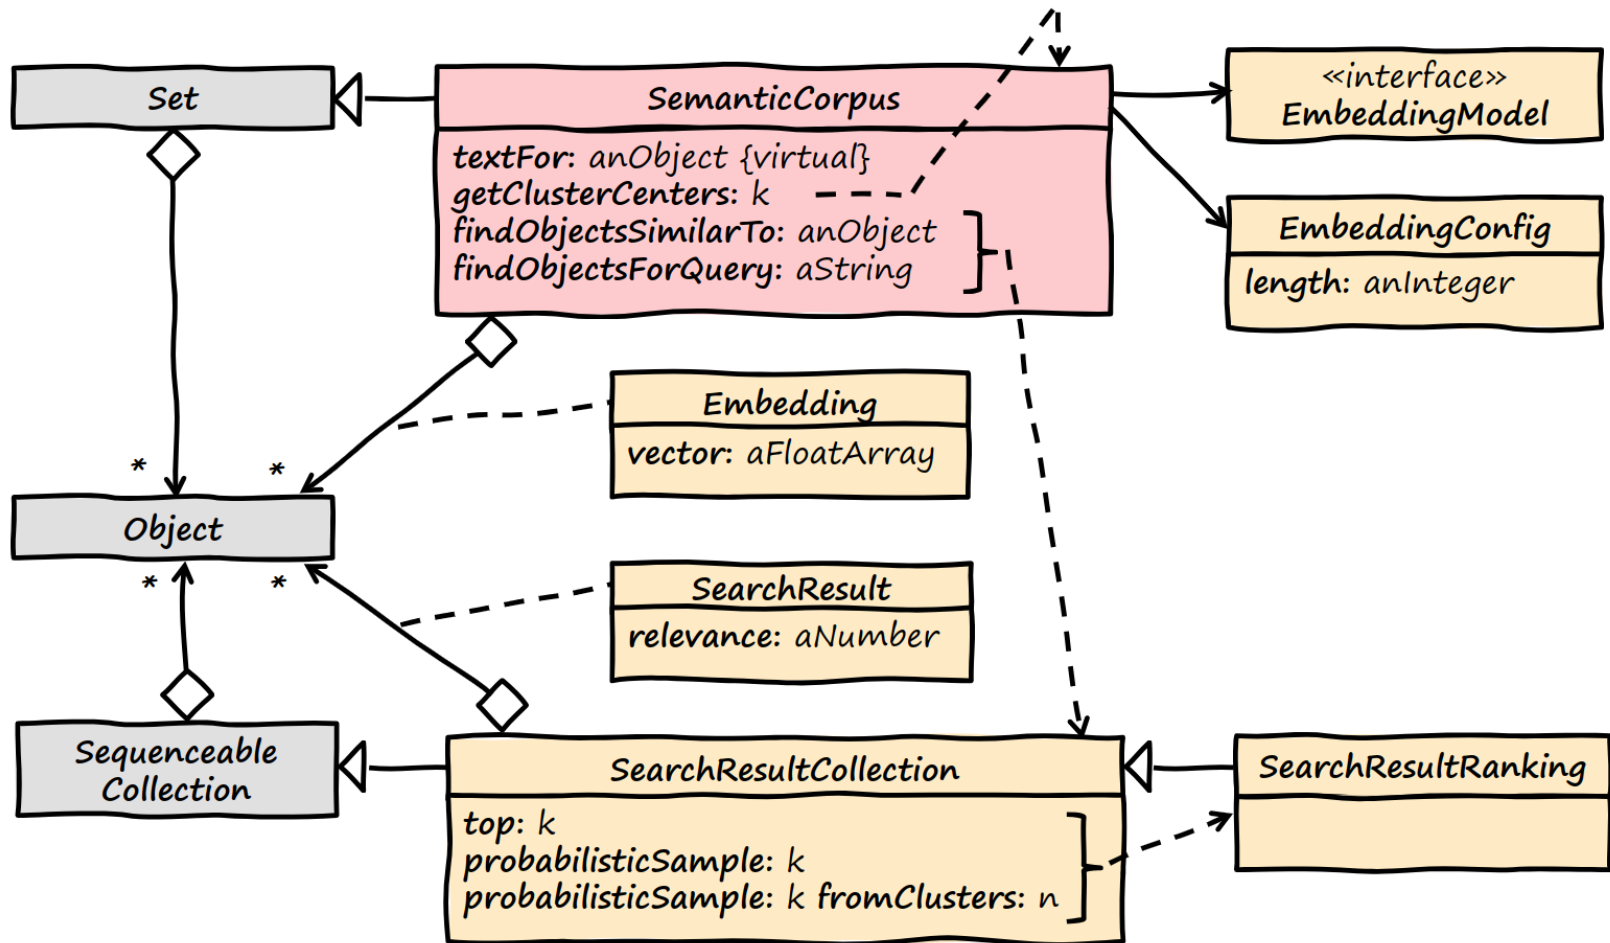 Set
SemanticCorpus
textFor: anObject {virtual}
getClusterCenters: k
findObjectsSimilarTo: anObject
findObjectsForQuery: aString
«interface»
EmbeddingModel
EmbeddingConfig
length: anInteger
Embedding
vector: aFloatArray
* *
Object
* *
SearchResult
relevance: aNumber
Sequenceable
Collection
SearchResultCollection
top: k
probabilisticSample: k
probabilisticSample: k fromClusters: n
SearchResultRanking